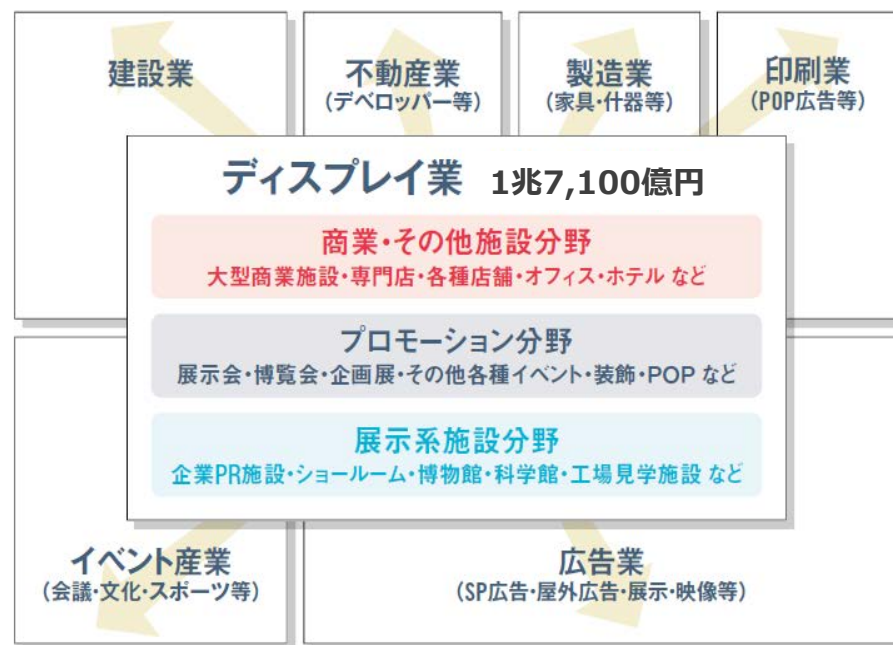 建設業
不動産業
(デベロッパー等)
製造業
(家具・什器等)
印刷業
(POP広告等)
ディスプレイ業 1兆7,100億円
商業・その他施設分野
大型商業施設・専門店・各種店舗・オフィス・ホテル など
プロモーション分野
展示会・博覧会・企画展・その他各種イベント・装飾・POP など
展示系施設分野
企業PR施設・ショールーム・博物館・科学館・工場見学施設 など
イベント産業
(会議・文化・スポーツ等)
広告業
(SP広告・屋外広告・展示・映像等)